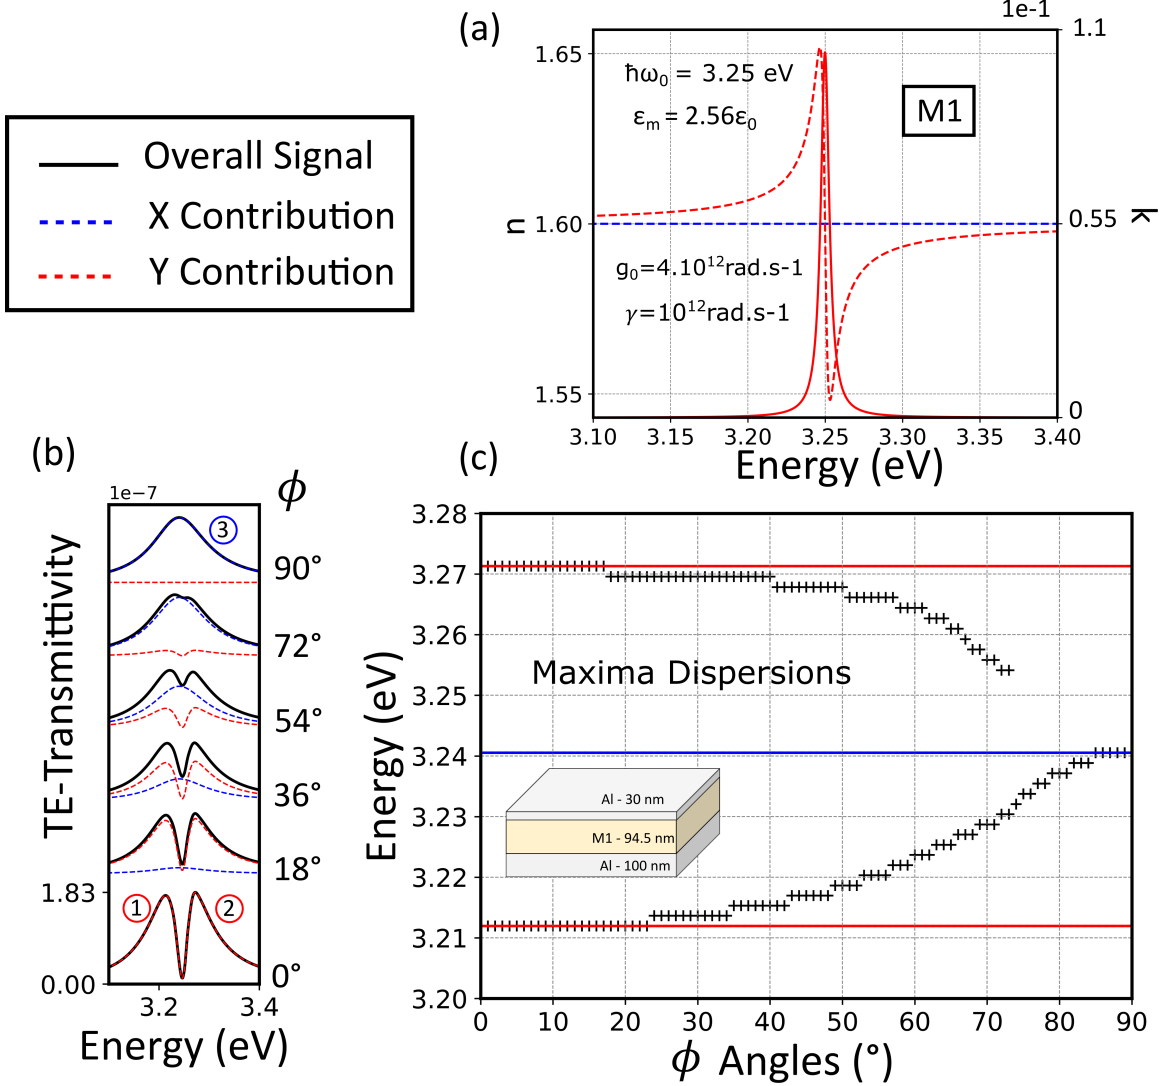 Overall Signal
X Contribution
Y Contribution
(a)
1e-1
1.1
0.55
0
k
n
1.65
1.60
1.55
ħω0 = 3.25 eV
εm = 2.56ε0
M1
g0=4.10^12rad.s-1
γ=10^12rad.s-1
3.10 3.15 3.20 3.25 3.30 3.35 3.40
Energy (eV)
(b)
1e-7
ϕ
3
90°
72°
54°
36°
18°
0°
1 2
1.83
0.00
TE-Transmittivity
3.2 3.4
Energy (eV)
(c)
3.28
3.27
3.26
3.25
3.24
3.23
3.22
3.21
3.20
Energy (eV)
Maxima Dispersions
Al - 30 nm
M1 - 94.5 nm
Al - 100 nm
0 10 20 30 40 50 60 70 80 90
ϕ Angles (°)